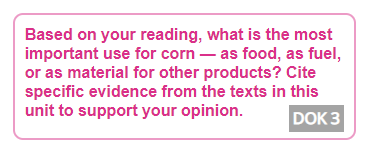 Based on your reading, what is the most
important use for corn — as food, as fuel,
or as material for other products? Cite
specific evidence from the texts in this
unit to support your opinion.
DOK 3